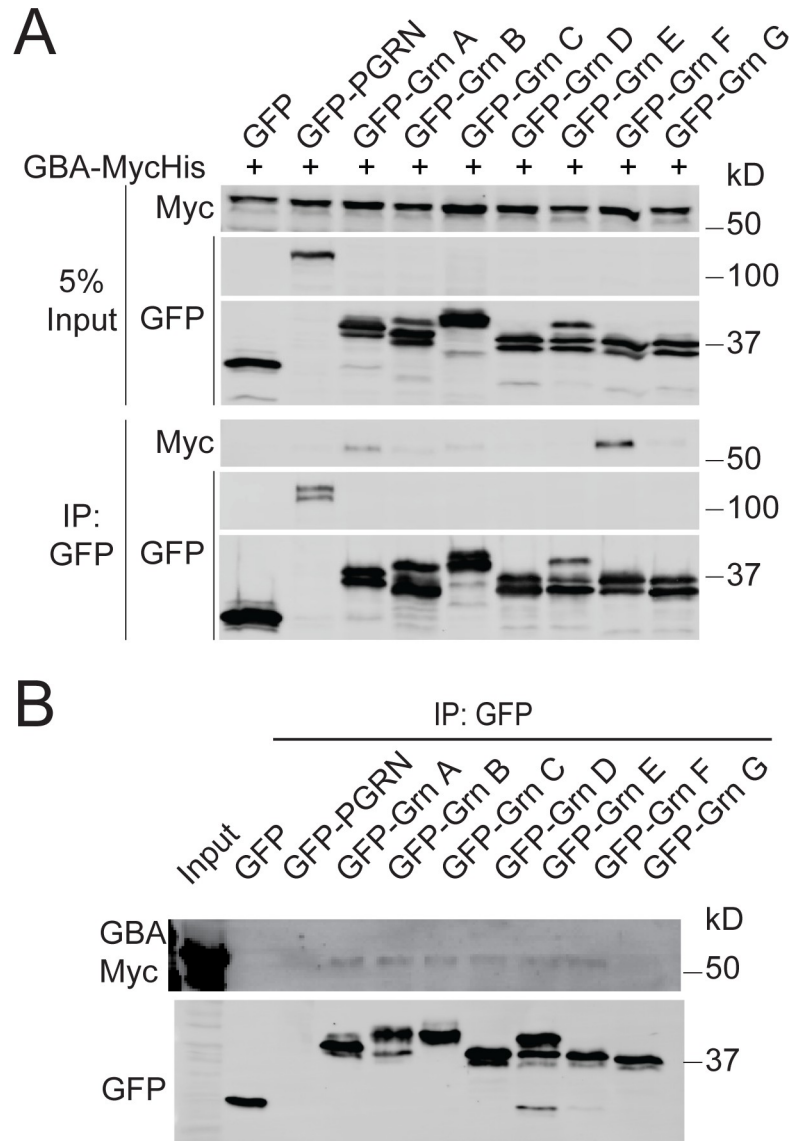 A
GFP
GFP-PGRN
GFP-Grn A
GFP-Grn B
GFP-Grn C
GFP-Grn D
GFP-Grn E
GFP-Grn F
GFP-Grn G
GBA-MycHis + + + + + + + + +
kD
Myc
50
100
5%
Input
GFP
37
Myc
50
100
IP:
GFP
GFP
37
B
IP: GFP
Input
GFP
GFP-PGRN
GFP-Grn A
GFP-Grn B
GFP-Grn C
GFP-Grn D
GFP-Grn E
GFP-Grn F
GFP-Grn G
kD
GBA
Myc
50
37
GFP